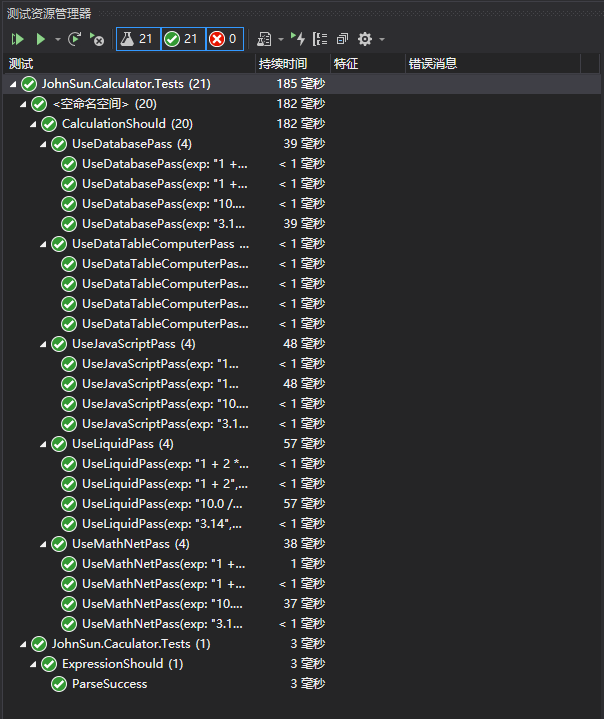 测试资源管理器
21 21 0
测试 持续时间 特征 错误消息
JohnSun.Calculator.Tests (21) 185 毫秒
<空命名空间> (20) 182 毫秒
CalculationShould (20) 182 毫秒
UseDatabasePass (4) 39 毫秒
UseDatabasePass(exp: "1 +... < 1 毫秒
UseDatabasePass(exp: "1 +... < 1 毫秒
UseDatabasePass(exp: "10.... < 1 毫秒
UseDatabasePass(exp: "3.1... 39 毫秒
UseDataTableComputerPass ... < 1 毫秒
UseDataTableComputerPas... < 1 毫秒
UseDataTableComputerPas... < 1 毫秒
UseDataTableComputerPas... < 1 毫秒
UseDataTableComputerPas... < 1 毫秒
UseJavaScriptPass (4) 48 毫秒
UseJavaScriptPass(exp: "1... < 1 毫秒
UseJavaScriptPass(exp: "1... 48 毫秒
UseJavaScriptPass(exp: "10.... < 1 毫秒
UseJavaScriptPass(exp: "3.1... < 1 毫秒
UseLiquidPass (4) 57 毫秒
UseLiquidPass(exp: "1 + 2 *... < 1 毫秒
UseLiquidPass(exp: "1 + 2",... < 1 毫秒
UseLiquidPass(exp: "10.0 /... 57 毫秒
UseLiquidPass(exp: "3.14",... < 1 毫秒
UseMathNetPass (4) 38 毫秒
UseMathNetPass(exp: "1 +... 1 毫秒
UseMathNetPass(exp: "1 +... < 1 毫秒
UseMathNetPass(exp: "10.... 37 毫秒
UseMathNetPass(exp: "3.1... < 1 毫秒
JohnSun.Caculator.Tests (1) 3 毫秒
ExpressionShould (1) 3 毫秒
ParseSuccess 3 毫秒